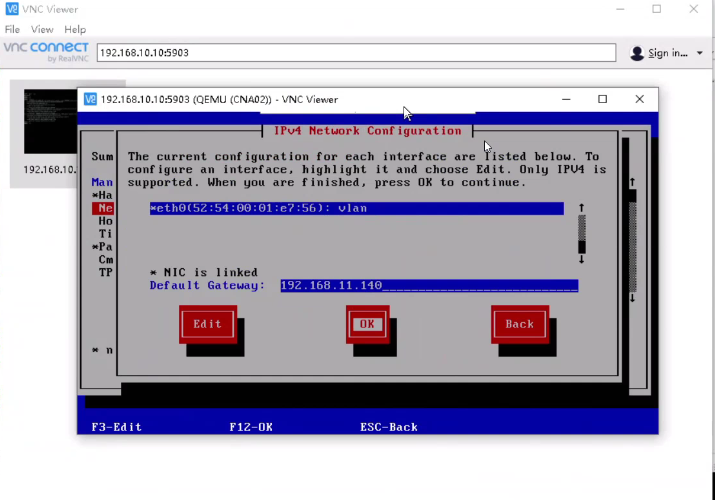 VNC Viewer
File View Help
VNC CONNECT
by RealVNC
192.168.10.10:5903
Sign in...
192.168.10.10:5903 (QEMU (CNA02)) - VNC Viewer
192.168.10.
IPv4 Network Configuration
The current configuration for each interface are listed below. To
configure an interface, highlight it and choose Edit. Only IPV4 is
supported. When you are finished, press OK to continue.
Sum
Man
*Ha
Ne
Ho
Ti
*Pa
Cm
TP
* n
*eth0(52:54:00:01:e7:56): vlan
* NIC is linked
Default Gateway: 192.168.11.140
Edit OK Back
F3-Edit F12-OK ESC-Back